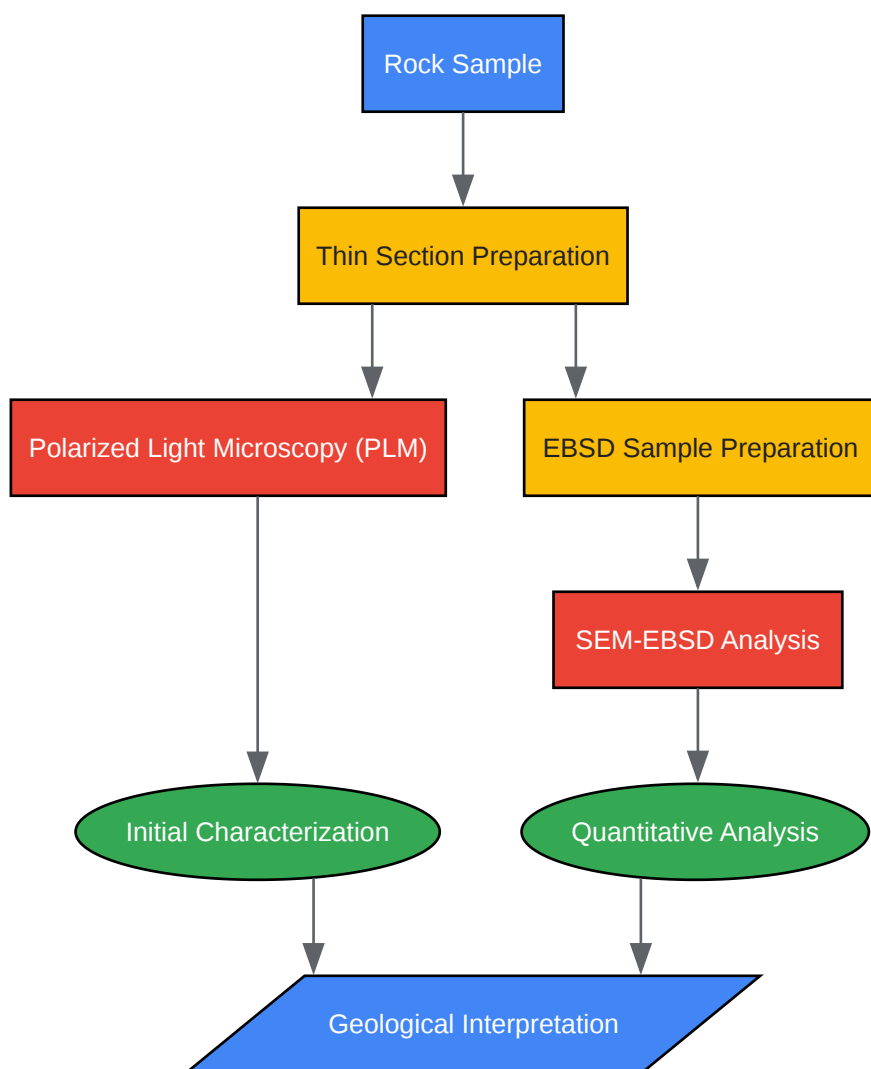 Rock Sample
Thin Section Preparation
Polarized Light Microscopy (PLM)
EBSD Sample Preparation
SEM-EBSD Analysis
Initial Characterization
Quantitative Analysis
Geological Interpretation